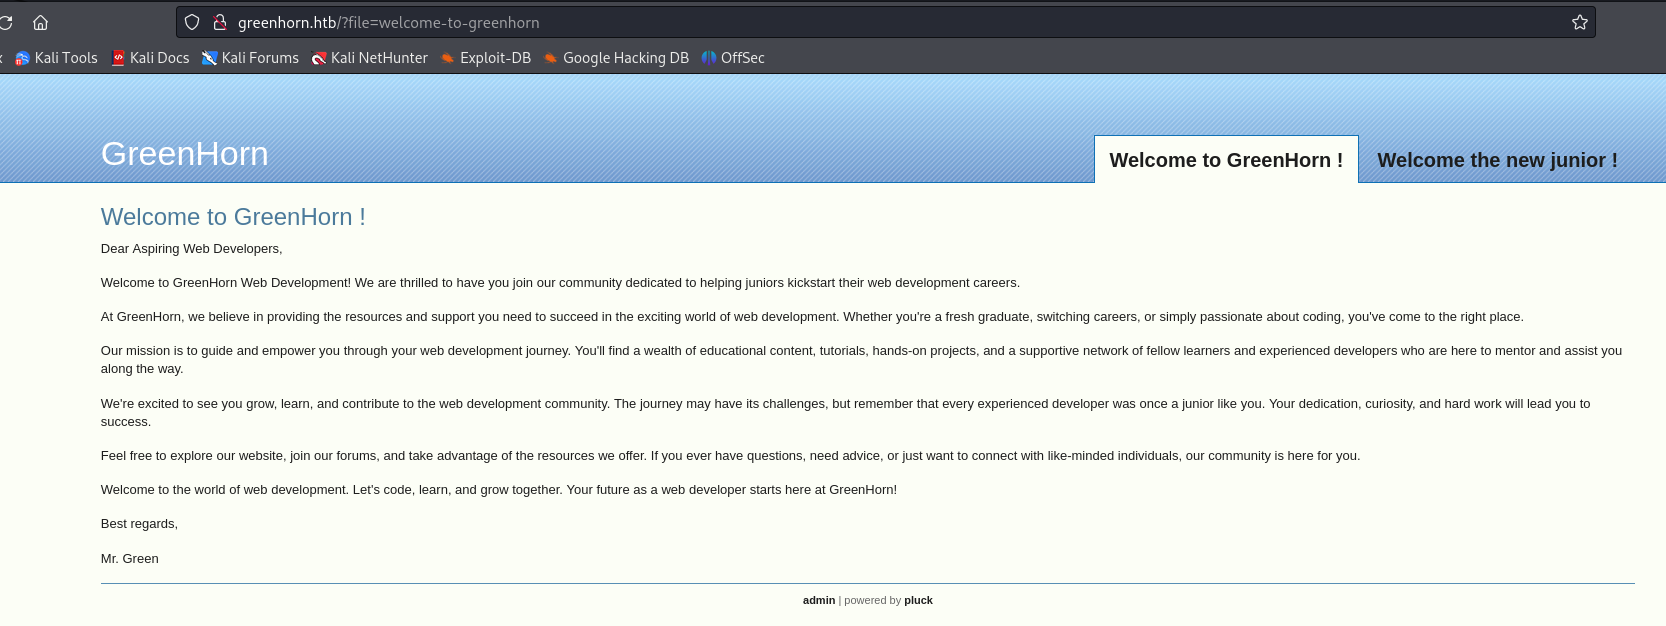 greenhorn.htb/?file=welcome-to-greenhorn
Kali Tools Kali Docs Kali Forums Kali NetHunter Exploit-DB Google Hacking DB OffSec
GreenHorn
Welcome to GreenHorn ! Welcome the new junior !
Welcome to GreenHorn !
Dear Aspiring Web Developers,
Welcome to GreenHorn Web Development! We are thrilled to have you join our community dedicated to helping juniors kickstart their web development careers.
At GreenHorn, we believe in providing the resources and support you need to succeed in the exciting world of web development. Whether you're a fresh graduate, switching careers, or simply passionate about coding, you've come to the right place.
Our mission is to guide and empower you through your web development journey. You'll find a wealth of educational content, tutorials, hands-on projects, and a supportive network of fellow learners and experienced developers who are here to mentor and assist you
along the way.
We're excited to see you grow, learn, and contribute to the web development community. The journey may have its challenges, but remember that every experienced developer was once a junior like you. Your dedication, curiosity, and hard work will lead you to
success.
Feel free to explore our website, join our forums, and take advantage of the resources we offer. If you ever have questions, need advice, or just want to connect with like-minded individuals, our community is here for you.
Welcome to the world of web development. Let's code, learn, and grow together. Your future as a web developer starts here at GreenHorn!
Best regards,
Mr. Green
admin | powered by pluck